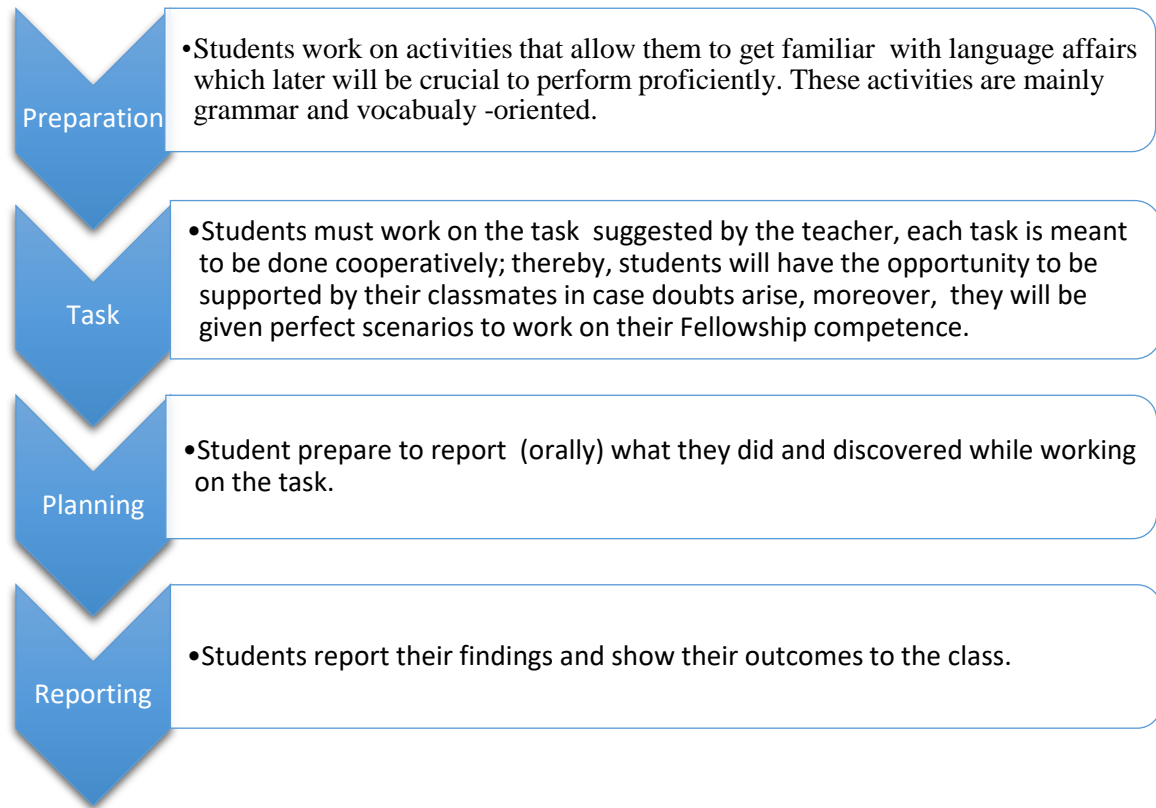 Preparation
•Students work on activities that allow them to get familiar with language affairs
which later will be crucial to perform proficiently. These activities are mainly
grammar and vocabualy -oriented.
Task
•Students must work on the task suggested by the teacher, each task is meant
to be done cooperatively; thereby, students will have the opportunity to be
supported by their classmates in case doubts arise, moreover, they will be
given perfect scenarios to work on their Fellowship competence.
Planning
•Student prepare to report (orally) what they did and discovered while working
on the task.
Reporting
•Students report their findings and show their outcomes to the class.